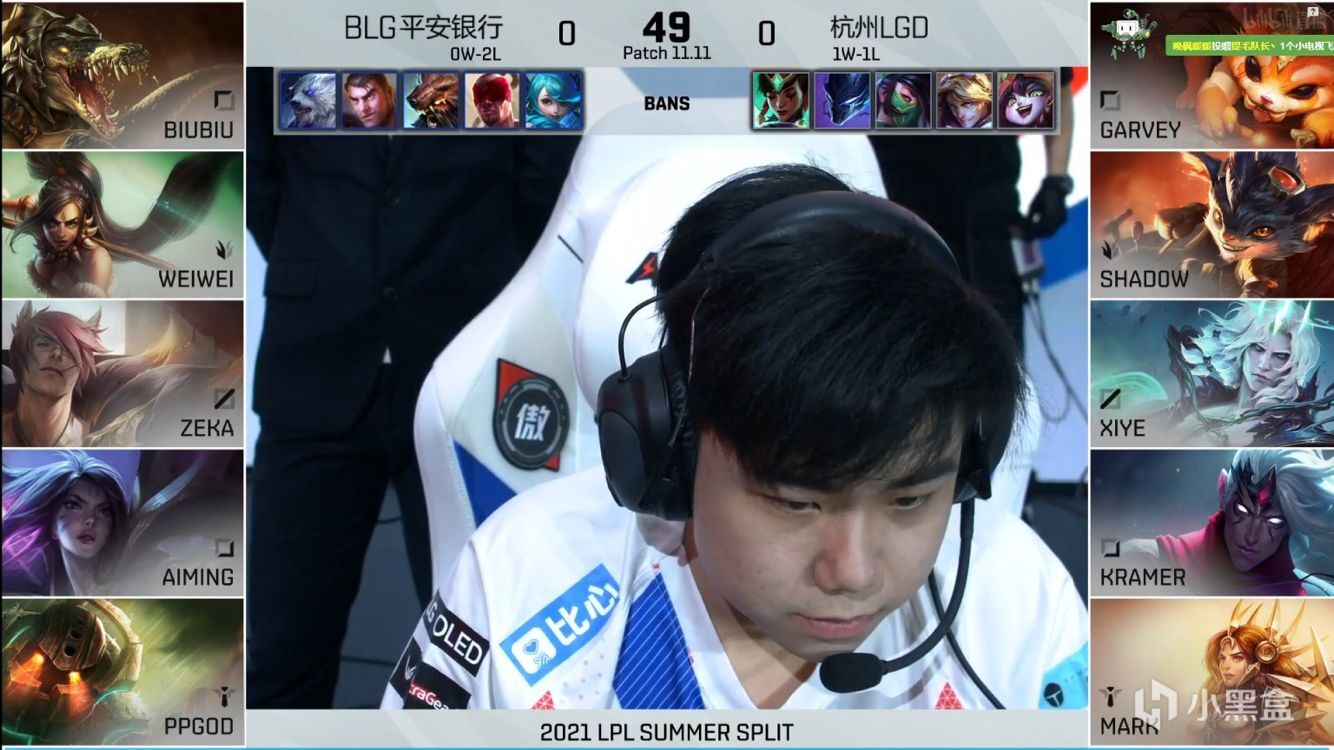 BLG平安银行
0W-2L
0
49
Patch 11.11
0
杭州LGD
1W-1L
BANS
BIUBIU
WEIWEI
ZEKA
AIMING
PPGOD
GARVEY
SHADOW
XIYE
KRAMER
MARK
傲
OLED
比心
2021 LPL SUMMER SPLIT
小黑盒